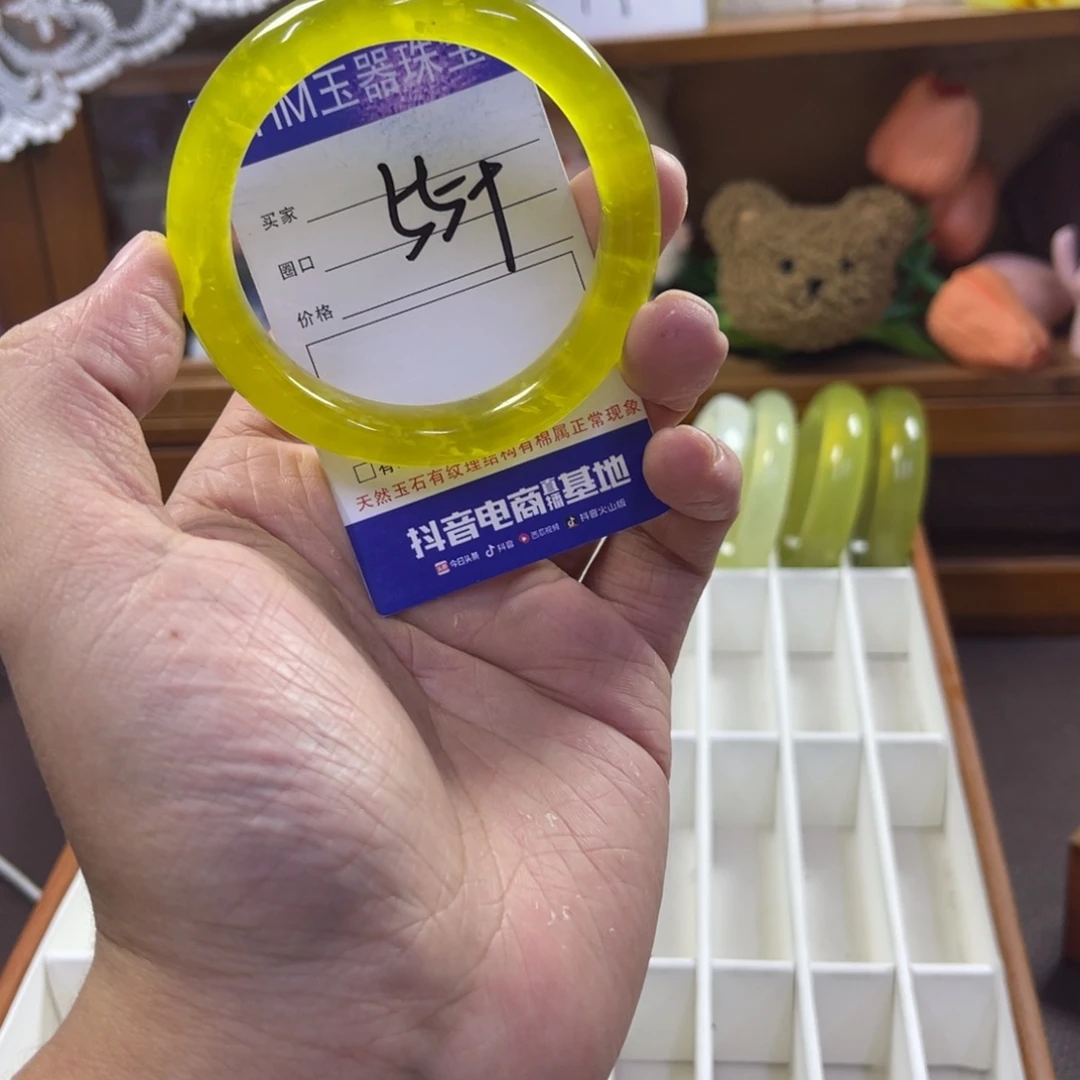 HM玉器珠宝
买家
圈口
价格
天然玉石有纹理结构有棉属正常现象
抖音电商直播基地
今日头条 抖音 西瓜视频 抖音火山版